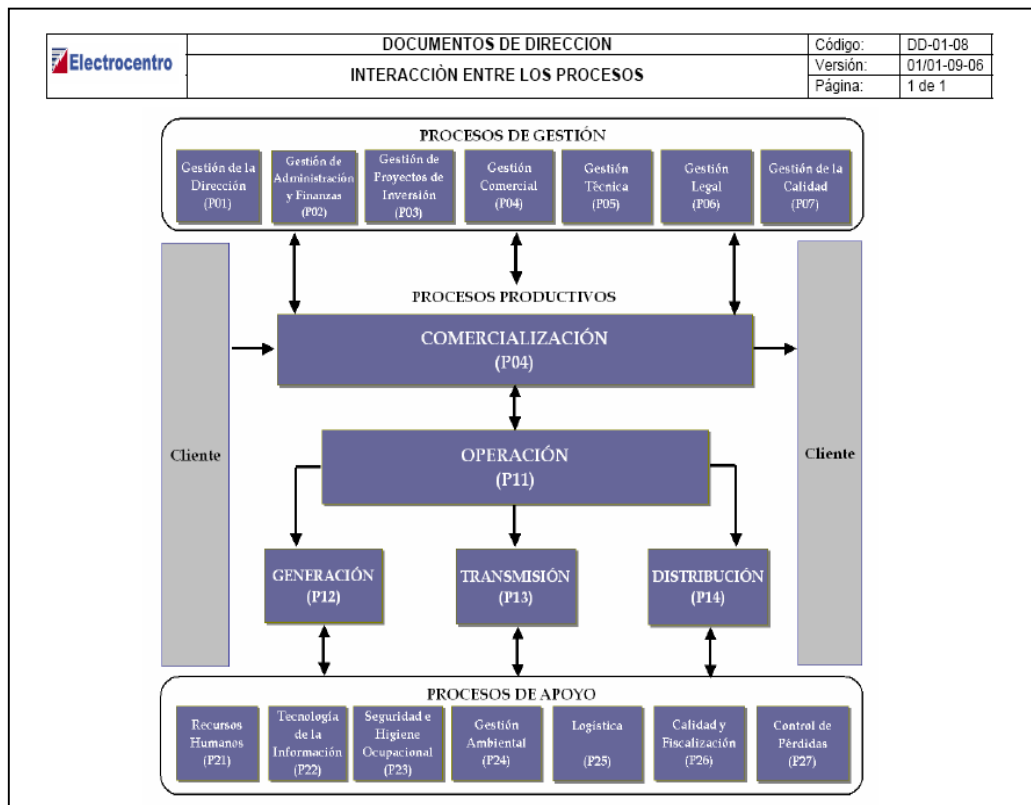 Electrocentro
DOCUMENTOS DE DIRECCION
INTERACCIÒN ENTRE LOS PROCESOS
Código: DD-01-08
Versión: 01/01-09-06
Página: 1 de 1
PROCESOS DE GESTIÓN
Gestión de la
Dirección
(P01)
Gestión de
Administración
y Finanzas
(P02)
Gestión de
Proyectos de
Inversión
(P03)
Gestión
Comercial
(P04)
Gestión
Técnica
(P05)
Gestión
Legal
(P06)
Gestión de la
Calidad
(P07)
PROCESOS PRODUCTIVOS
COMERCIALIZACIÓN
(P04)
Cliente
OPERACIÓN
(P11)
Cliente
GENERACIÓN
(P12)
TRANSMISIÓN
(P13)
DISTRIBUCIÓN
(P14)
PROCESOS DE APOYO
Recursos
Humanos
(P21)
Tecnología
de la
Información
(P22)
Seguridad e
Higiene
Ocupacional
(P23)
Gestión
Ambiental
(P24)
Logística
(P25)
Calidad y
Fiscalización
(P26)
Control de
Pérdidas
(P27)